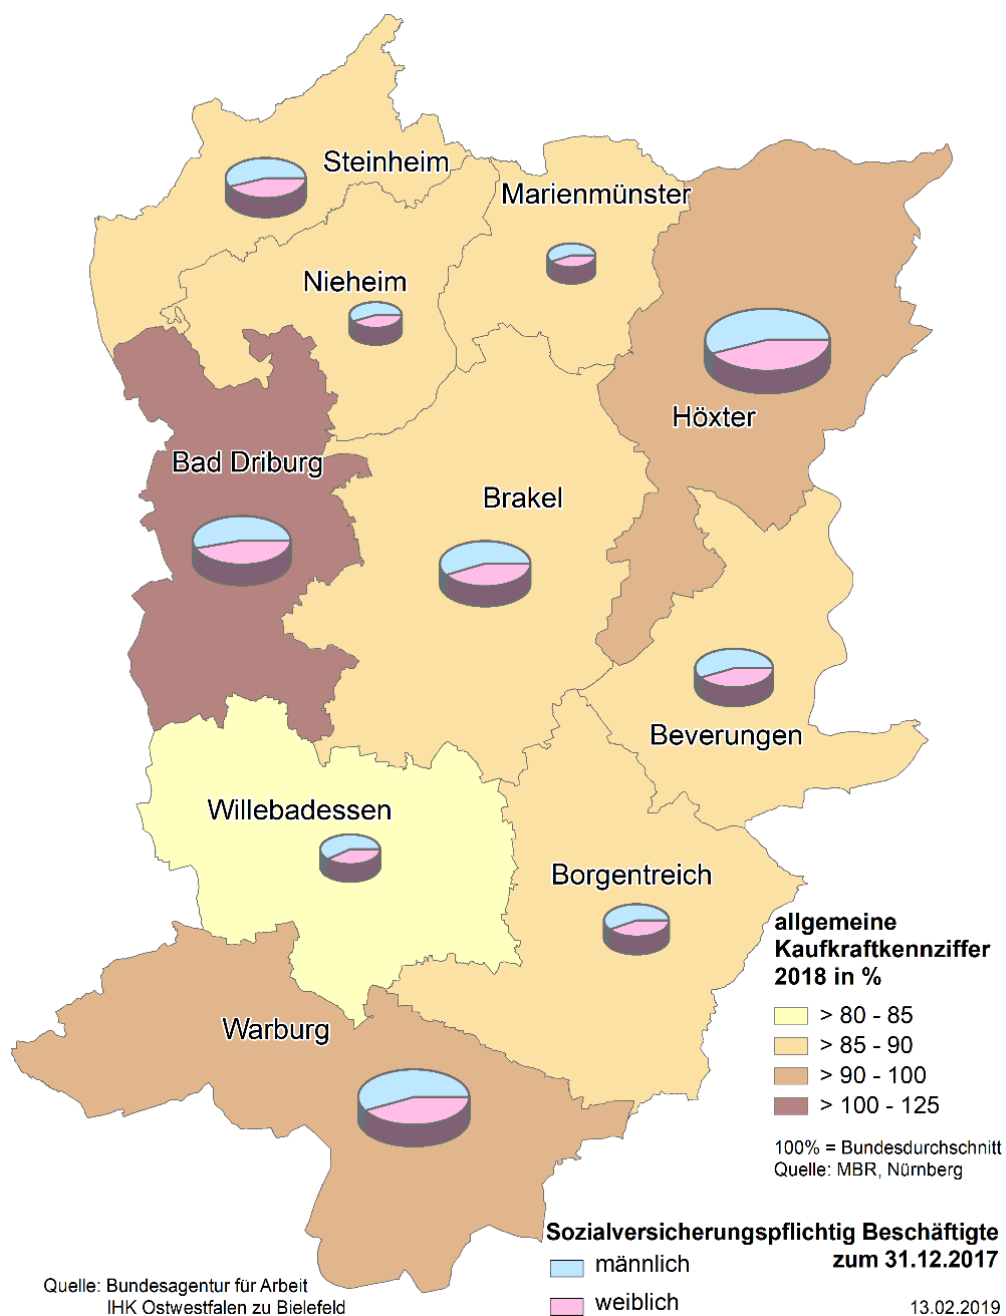 Steinheim
Marienmünster
Nieheim
Höxter
Bad Driburg
Brakel
Beverungen
Willebadessen
Borgentreich
Warburg
allgemeine
Kaufkraftkennziffer
2018 in %
> 80 - 85
> 85 - 90
> 90 - 100
> 100 - 125
100% = Bundesdurchschnitt
Quelle: MBR, Nürnberg
Sozialversicherungspflichtig Beschäftigte
zum 31.12.2017
männlich
weiblich
Quelle: Bundesagentur für Arbeit
IHK Ostwestfalen zu Bielefeld
13.02.2019